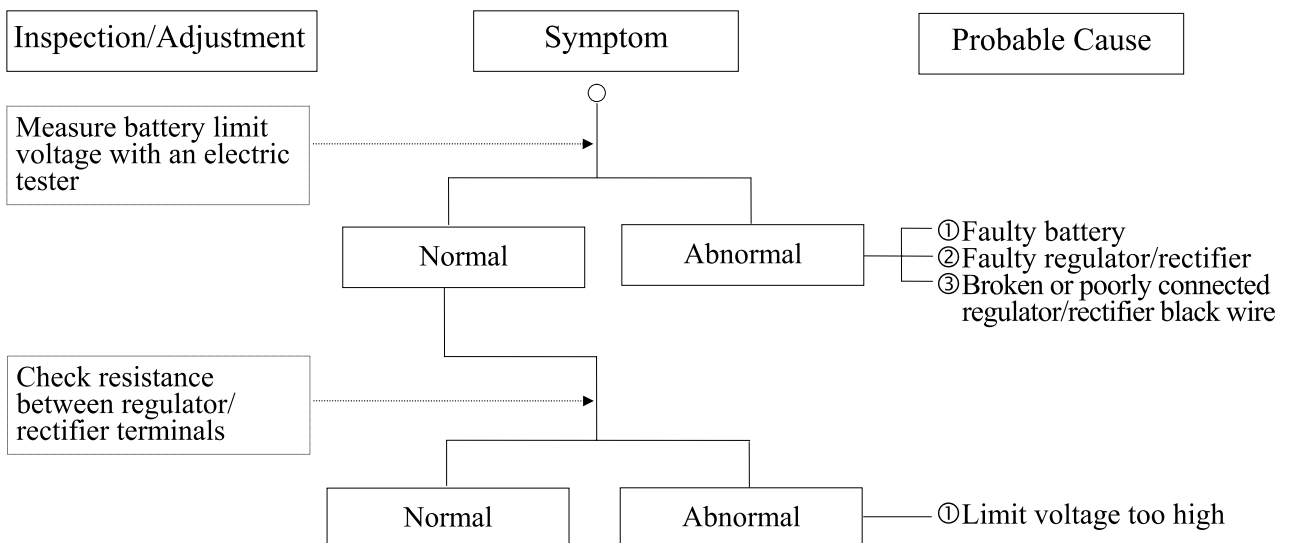 Inspection/Adjustment
Symptom
Probable Cause
Measure battery limit
voltage with an electric
tester
Normal
Abnormal
①Faulty battery
②Faulty regulator/rectifier
③Broken or poorly connected
regulator/rectifier black wire
Check resistance
between regulator/
rectifier terminals
Normal
Abnormal
①Limit voltage too high